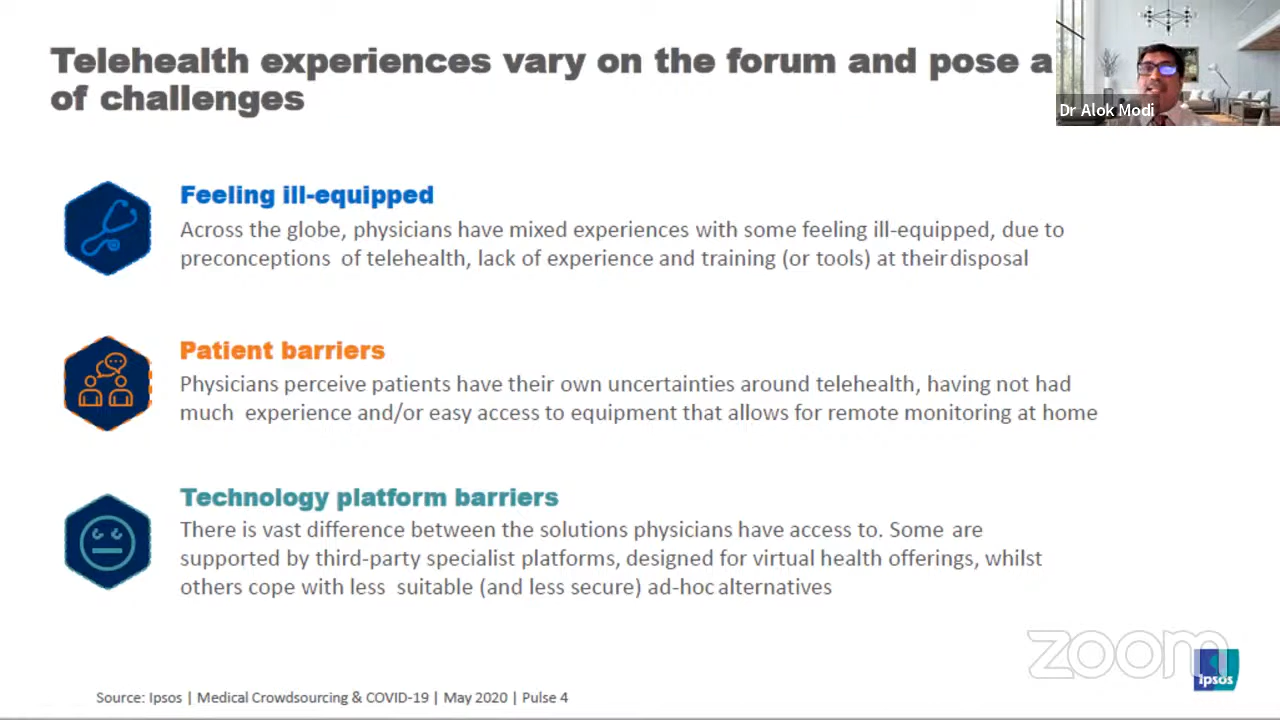 Telehealth experiences vary on the forum and pose a
of challenges
Dr Alok Modi
Feeling ill-equipped
Across the globe, physicians have mixed experiences with some feeling ill-equipped, due to
preconceptions of telehealth, lack of experience and training (or tools) at theirdisposal
Patient barriers
Physicians perceive patients have their own uncertainties around telehealth, having not had
much experience and/or easy access to equipment that allows for remote monitoring at home
Technology platform barriers
There is vast difference between the solutions physicians have access to. Some are
supported by third-party specialist platforms, designed for virtual health offerings, whilst
others cope with less suitable (and less secure) ad-hoc alternatives
zoom
Ipsos
Source: Ipsos | Medical Crowdsourcing & COVID-19 | May 2020 | Pulse 4